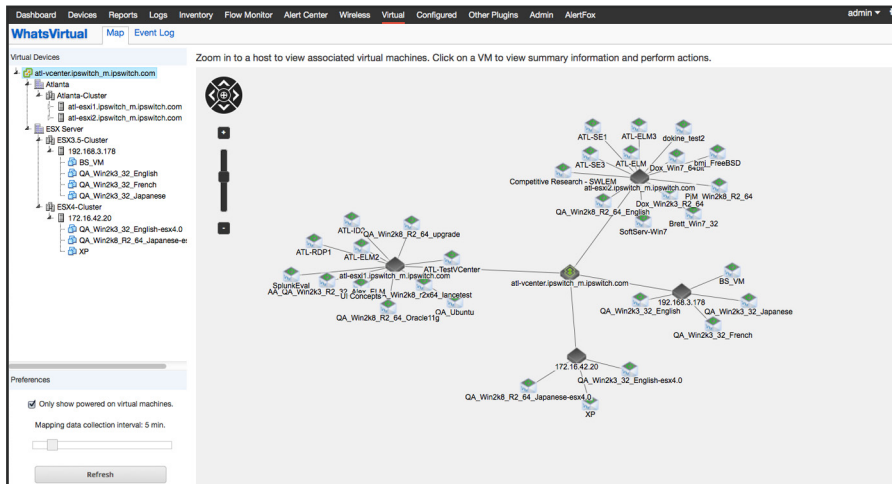 Dashboard Devices Reports Logs Inventory Flow Monitor Alert Center Wireless Virtual Configured Other Plugins Admin AlertFox admin
WhatsVirtual Map Event Log
Virtual Devices
Zoom in to a host to view associated virtual machines. Click on a VM to view summary information and perform actions.
atl-vcenter.ipswitch_m.ipswitch.com
Atlanta
Atlanta-Cluster
atl-esxi1.ipswitch_m.ipswitch.com
atl-esxi2.ipswitch_m.ipswitch.com
ESX Server
ESX3.5-Cluster
192.168.3.178
BS_VM
QA_Win2k3_32_English
QA_Win2k3_32_French
QA_Win2k3_32_Japanese
ESX4-Cluster
172.16.42.20
QA_Win2k3_32_English-esx4.0
QA_Win2k8_R2_64_Japanese-e
XP
Preferences
Only show powered on virtual machines.
Mapping data collection interval: 5 min.
Refresh
+
-
ATL-SE1
ATL-ELM3
dokine_test2
ATL-SE3
ATL-ELM
Dox_Win7_64bit
bmj_FreeBSD
Competitive Research - SWLEM
atl-esxi2.ipswitch_m.ipswitch.com
PIM_Win2k8_R2_64
Dox_Win2k3_R2_64
QA_Win2k8_R2_64_English
SoftServ-Win7
Brett_Win7_32
QA_Win2k8_R2_64_upgrade
ATL-RDP1
ATL-ELM2
ATL-TestVCenter
atl-esxi1.ipswitch_m.ipswitch.com
SplunkEval
AA_QA_Win2k3_R2_32_Alex_ELM
UI Concepts
Win2k8_r2x64_lancetest
QA_Win2k8_R2_64_Oracle11g
QA_Ubuntu
atl-vcenter.ipswitch_m.ipswitch.com
BS_VM
192.168.3.178
QA_Win2k3_32_English
QA_Win2k3_32_Japanese
QA_Win2k3_32_French
172.16.42.20
QA_Win2k3_32_English-esx4.0
QA_Win2k8_R2_64_Japanese-esx4.0
XP